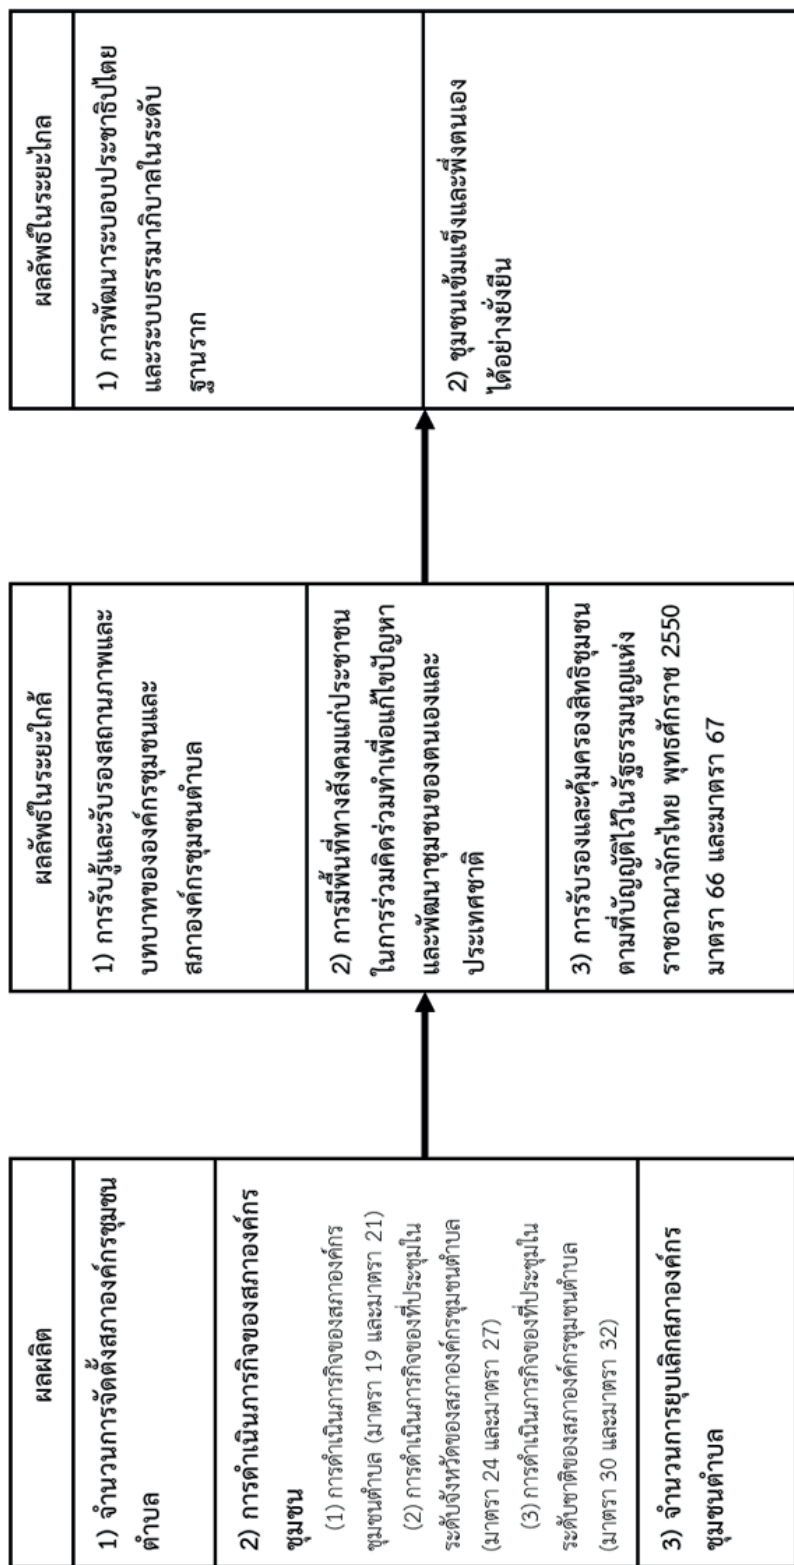 ผลผลิต
1) จำนวนการจัดตั้งสภาองค์กรชุมชน
ตำบล
2) การดำเนินภารกิจของสภาองค์กร
ชุมชน
(1) การดำเนินภารกิจของสภาองค์กร
ชุมชนตำบล (มาตรา 19 และมาตรา 21)
(2) การดำเนินภารกิจของที่ประชุมใน
ระดับจังหวัดของสภาองค์กรชุมชนตำบล
(มาตรา 24 และมาตรา 27)
(3) การดำเนินภารกิจของที่ประชุมใน
ระดับชาติของสภาองค์กรชุมชนตำบล
(มาตรา 30 และมาตรา 32)
3) จำนวนการยุบเลิกสภาองค์กร
ชุมชนตำบล
ผลลัพธ์ในระยะใกล้
1) การรับรู้และรับรองสถานภาพและ
บทบาทขององค์กรชุมชนและ
สภาองค์กรชุมชนตำบล
2) การมีพื้นที่ทางสังคมแก่ประชาชน
ในการร่วมคิดร่วมทำเพื่อแก้ไขปัญหา
และพัฒนาชุมชนของตนเองและ
ประเทศชาติ
3) การรับรองและคุ้มครองสิทธิชุมชน
ตามที่บัญญัติไว้ในรัฐธรรมนูญแห่ง
ราชอาณาจักรไทย พุทธศักราช 2550
มาตรา 66 และมาตรา 67
ผลลัพธ์ในระยะไกล
1) การพัฒนาระบอบประชาธิปไตย
และระบบธรรมาภิบาลในระดับ
ฐานราก
2) ชุมชนเข้มแข็งและพึ่งตนเอง
ได้อย่างยั่งยืน